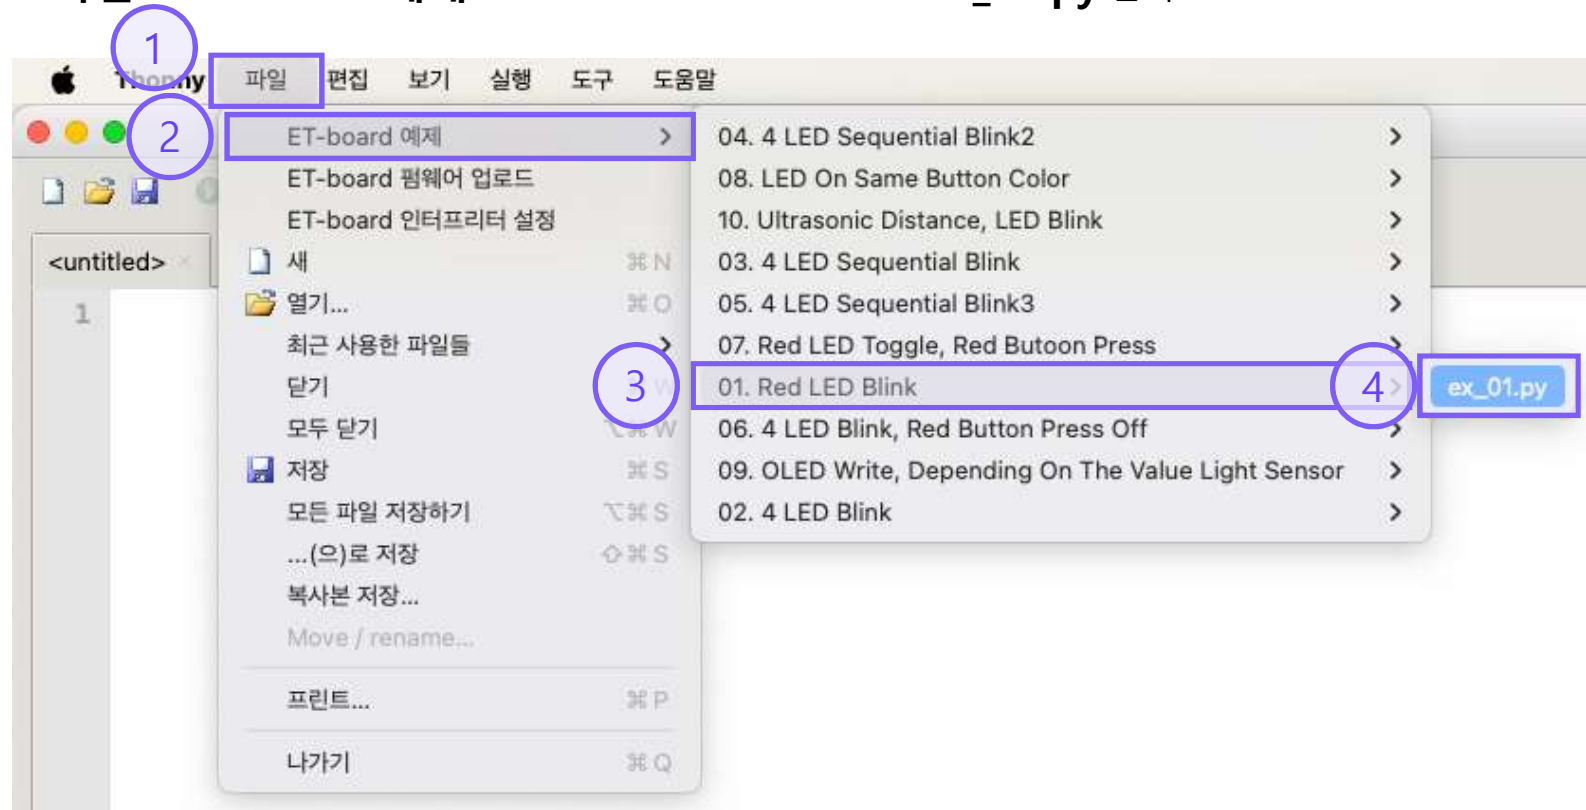 1
Thonny 파일 편집 보기 실행 도구 도움말
2
ET-board 예제
ET-board 펌웨어 업로드
ET-board 인터프리터 설정
새 ⌘ N
열기... ⌘ O
최근 사용한 파일들
닫기 W
모두 닫기 ⌥⌘ W
저장 ⌘ S
모든 파일 저장하기 ⌥⌘ S
...(으)로 저장 ⇧⌘ S
복사본 저장...
Move / rename...
프린트... ⌘ P
나가기 ⌘ Q
<untitled>
1
04. 4 LED Sequential Blink2
08. LED On Same Button Color
10. Ultrasonic Distance, LED Blink
03. 4 LED Sequential Blink
05. 4 LED Sequential Blink3
07. Red LED Toggle, Red Butoon Press
3
01. Red LED Blink
06. 4 LED Blink, Red Button Press Off
09. OLED Write, Depending On The Value Light Sensor
02. 4 LED Blink
4
ex_01.py